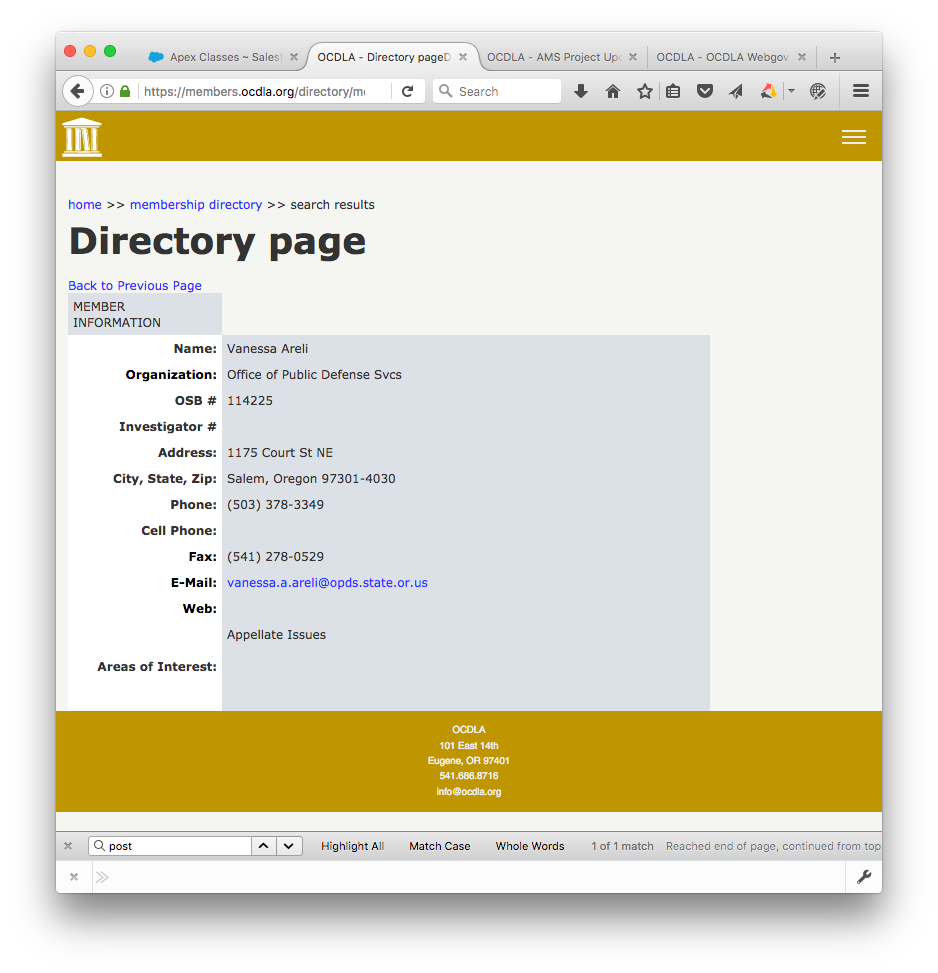 Apex Classes ~ Salesf
OCDLA - Directory pageD
OCDLA - AMS Project Upd
OCDLA - OCDLA Webgov
https://members.ocdla.org/directory/me
Search
home >> membership directory >> search results
Directory page
Back to Previous Page
MEMBER
INFORMATION
Name: Vanessa Areli
Organization: Office of Public Defense Svcs
OSB # 114225
Investigator #
Address: 1175 Court St NE
City, State, Zip: Salem, Oregon 97301-4030
Phone: (503) 378-3349
Cell Phone:
Fax: (541) 278-0529
E-Mail: vanessa.a.areli@opds.state.or.us
Web:
Appellate Issues
Areas of Interest:
OCDLA
101 East 14th
Eugene, OR 97401
541.686.8716
info@ocdla.org
post
Highlight All
Match Case
Whole Words
1 of 1 match
Reached end of page, continued from top